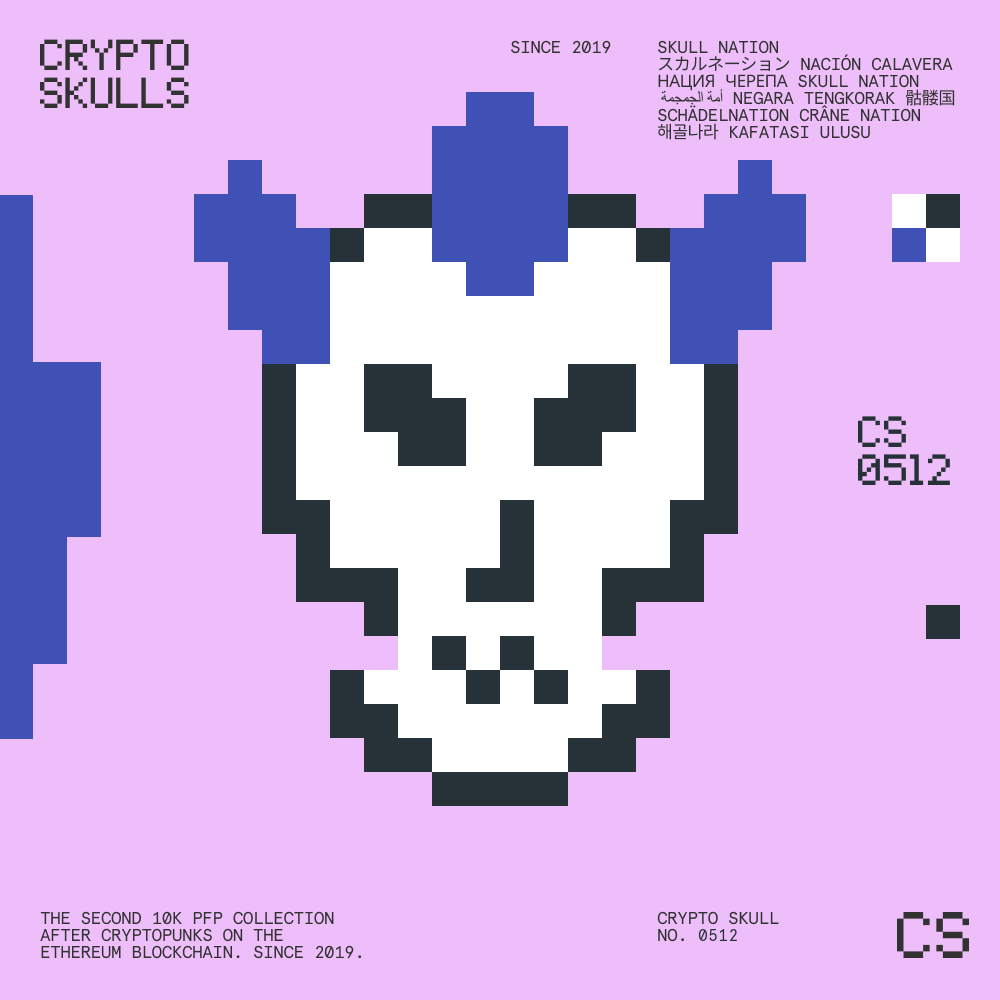 CRYPTO
SKULLS
SINCE 2019
SKULL NATION
スカルネーション NACIÓN CALAVERA
НАЦИЯ ЧЕРЕПА SKULL NATION
أمة الجمجمة NEGARA TENGKORAK 骷髅国
SCHÄDELNATION CRÂNE NATION
해골나라 KAFATASI ULUSU
CS
0512
THE SECOND 10K PFP COLLECTION
AFTER CRYPTOPUNKS ON THE
ETHEREUM BLOCKCHAIN. SINCE 2019.
CRYPTO SKULL
NO. 0512
CS